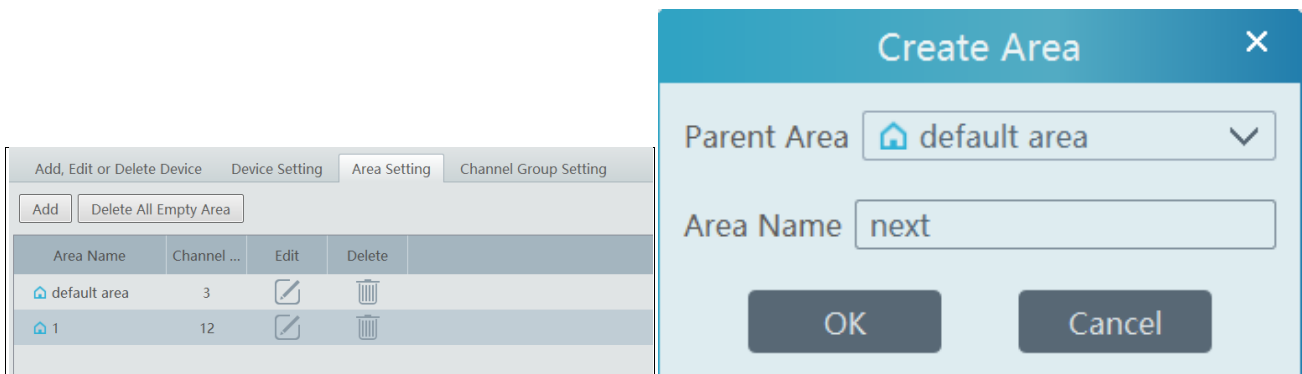 Add, Edit or Delete Device Device Setting Area Setting Channel Group Setting
Add Delete All Empty Area
Area Name Channel ... Edit Delete
default area 3
1 12
Create Area
Parent Area default area
Area Name next
OK Cancel